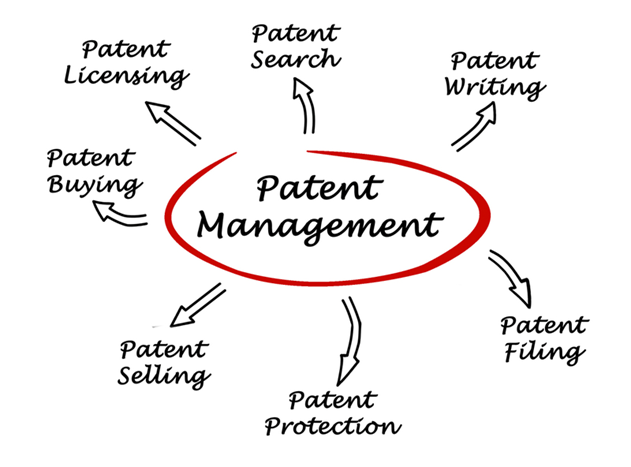 Patent
Licensing
Patent
Search
Patent
Writing
Patent
Buying
Patent
Management
Patent
Selling
Patent
Protection
Patent
Filing